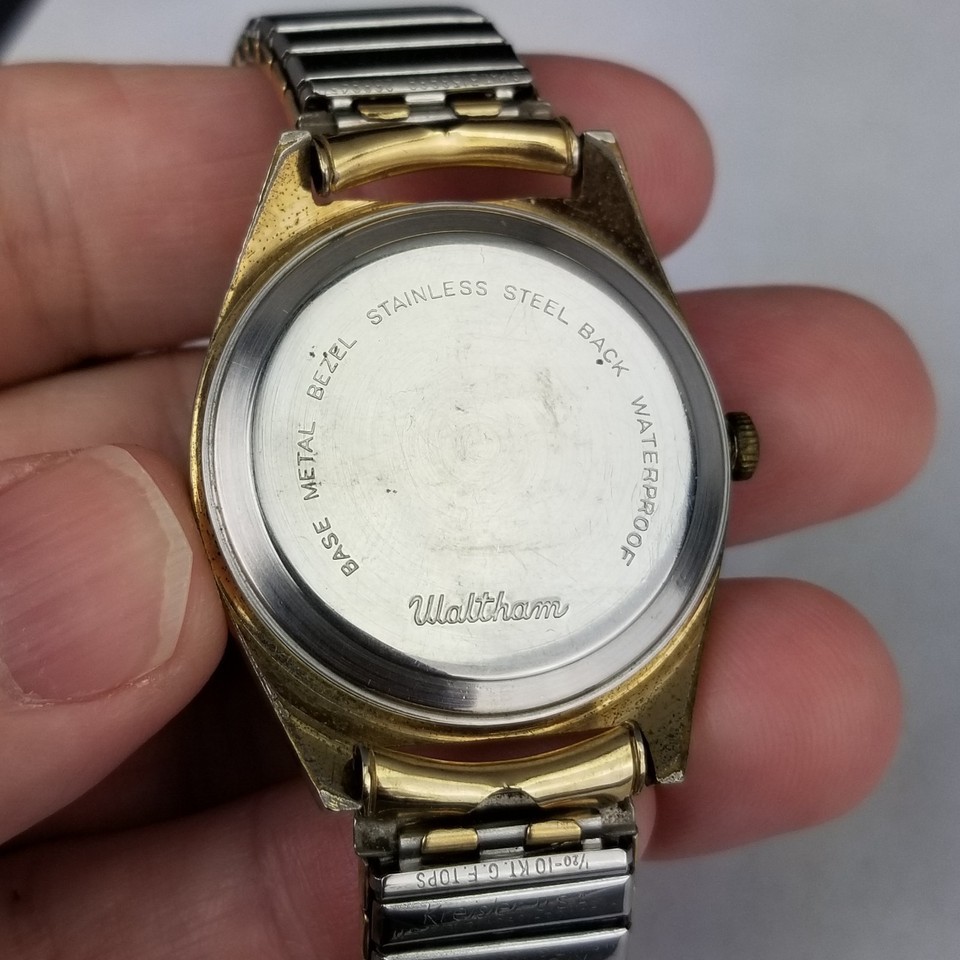 BASE METAL BEZEL STAINLESS STEEL BACK WATERPROOF
Waltham
1/20-10 KT. G. F. TOPS